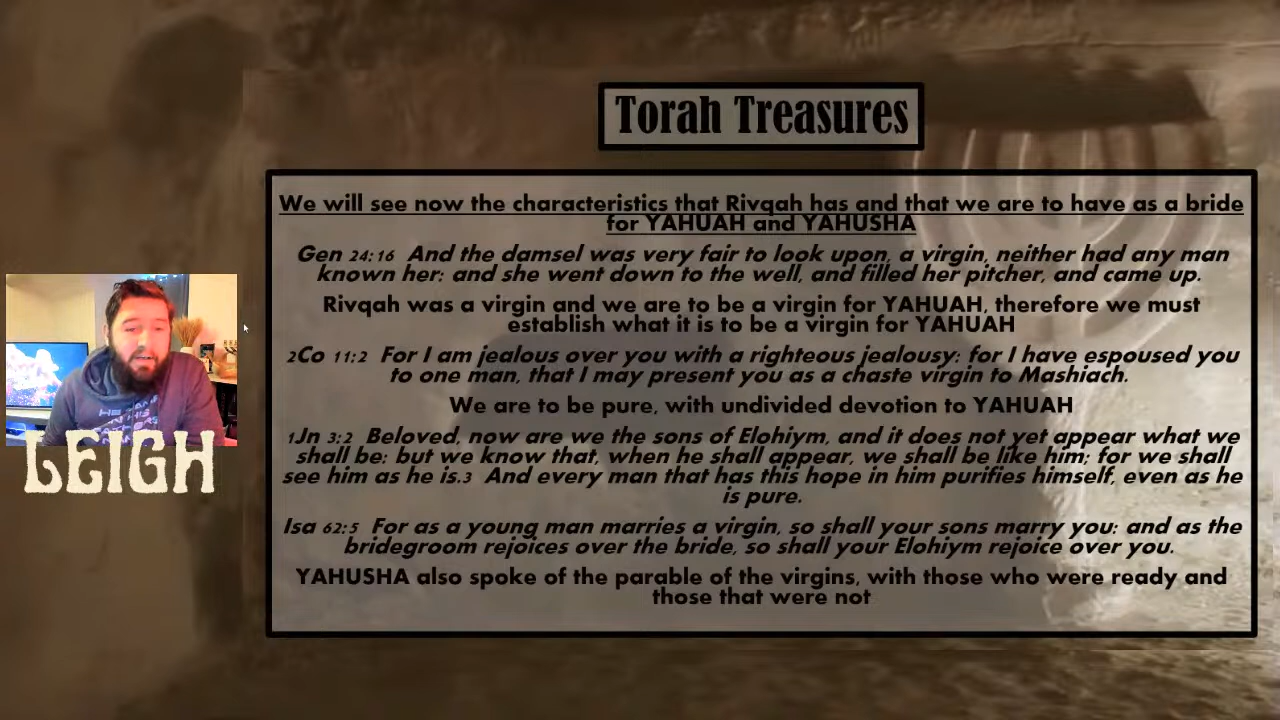 Torah Treasures
We will see now the characteristics that Rivqah has and that we are to have as a bride
for YAHUAH and YAHUSHA
Gen 24:16 And the damsel was very fair to look upon, a virgin, neither had any man
known her: and she went down to the well, and filled her pitcher, and came up.
Rivqah was a virgin and we are to be a virgin for YAHUAH, therefore we must
establish what it is to be a virgin for YAHUAH
2Co 11:2 For I am jealous over you with a righteous jealousy: for I have espoused you
to one man, that I may present you as a chaste virgin to Mashiach.
We are to be pure, with undivided devotion to YAHUAH
1Jn 3:2 Beloved, now are we the sons of Elohiym, and it does not yet appear what we
shall be: but we know that, when he shall appear, we shall be like him; for we shall
see him as he is.3 And every man that has this hope in him purifies himself, even as he
is pure.
Isa 62:5 For as a young man marries a virgin, so shall your sons marry you: and as the
bridegroom rejoices over the bride, so shall your Elohiym rejoice over you.
YAHUSHA also spoke of the parable of the virgins, with those who were ready and
those that were not
LEIGH